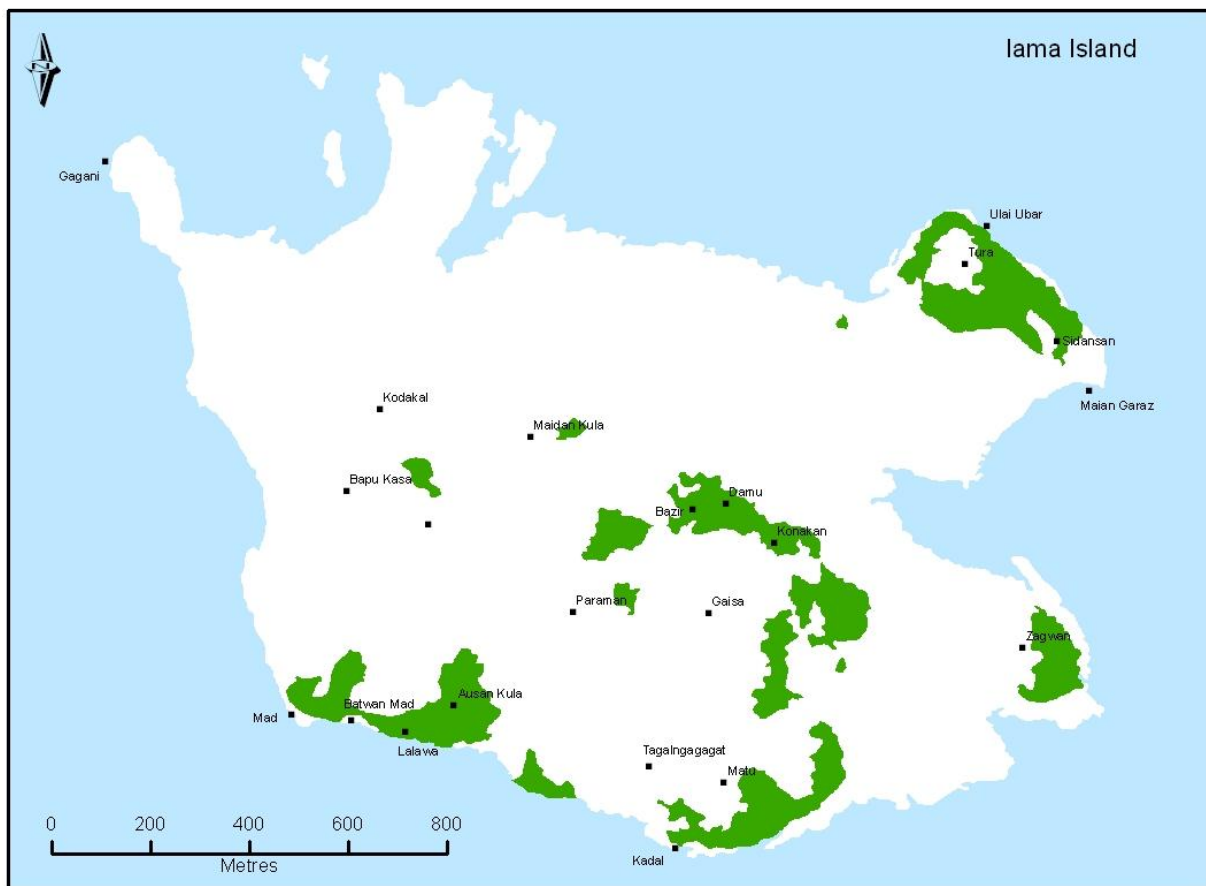 Iama Island
N
Gagani
Ulai Ubar
Tura
Sidansan
Maian Garaz
Kodakal
Maidan Kula
Bapu Kasa
Damu
Bazir
Konakan
Paraman
Gaisa
Zagwan
Ausan Kula
Batwan Mad
Mad
Lalawa
TagaIngagagat
Matu
Kadal
0 200 400 600 800
Metres